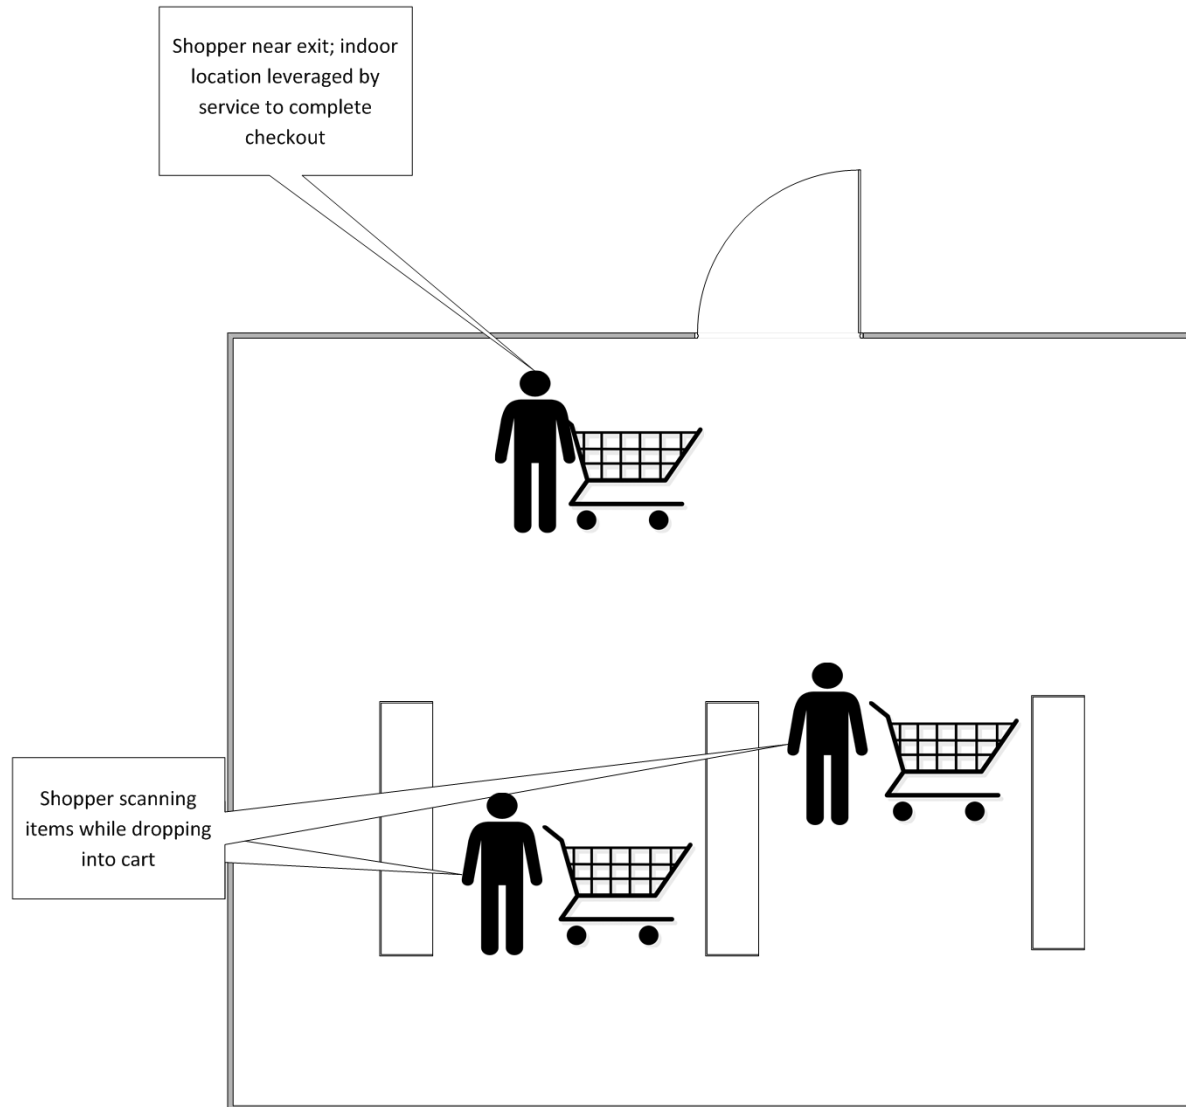 Shopper near exit; indoor
location leveraged by
service to complete
checkout
Shopper scanning
items while dropping
into cart